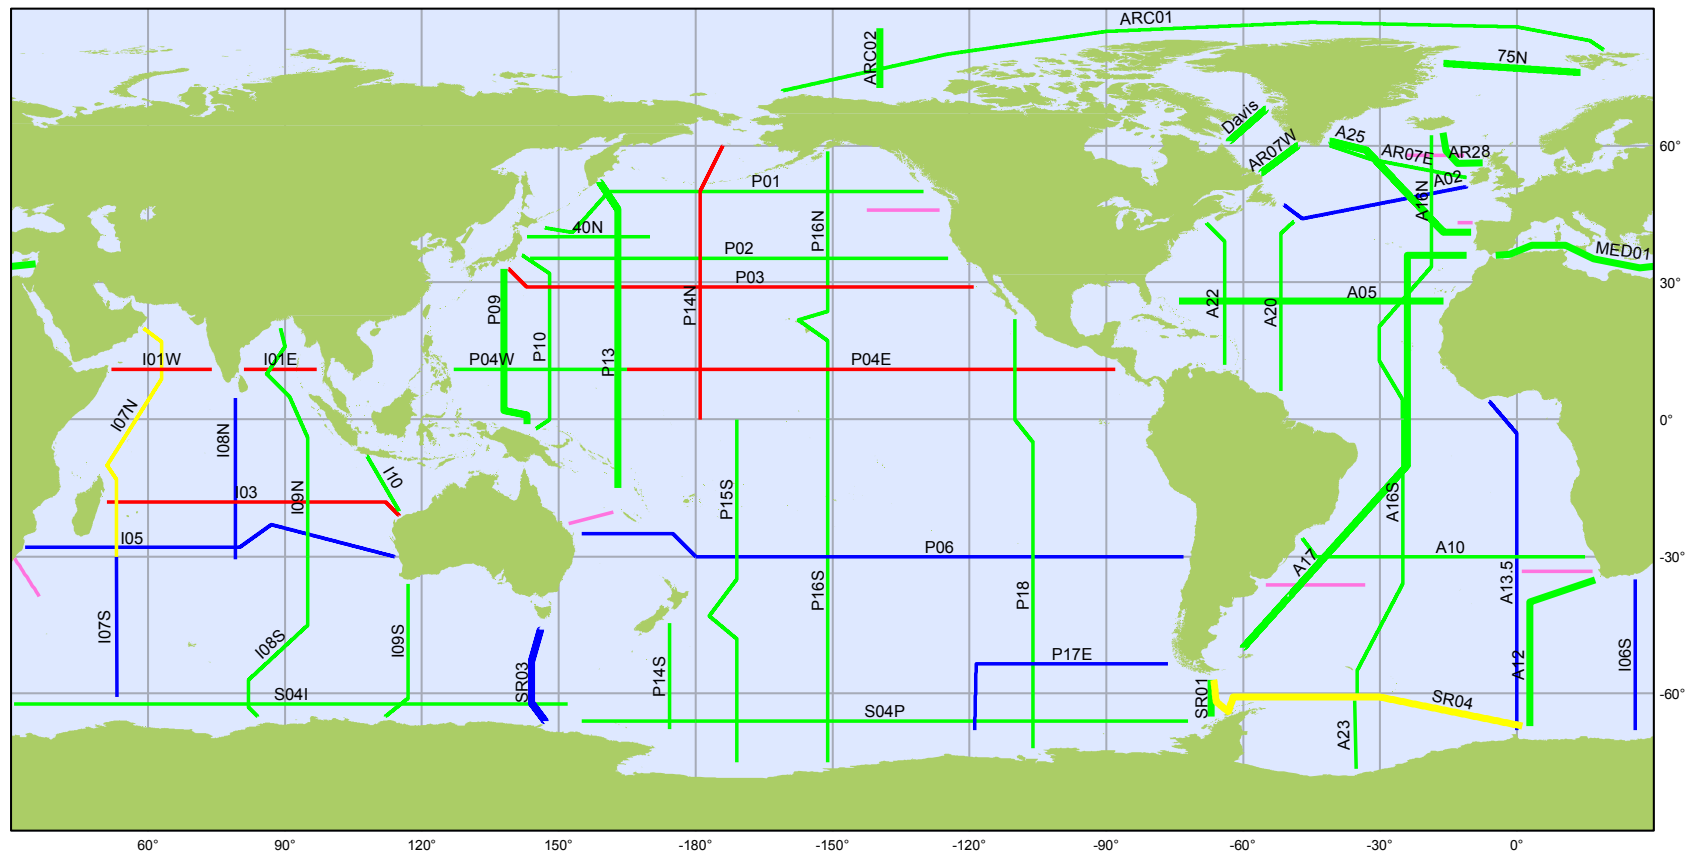 ARC01
ARC02
75N
Davis
A25
AR07W
AR07E
AR28
60°
P01
A02
A16N
P16N
40N
P02
MED01
P03
30°
P09
P14N
A22
A20
A05
P10
P13
I01W
I01E
P04W
P04E
I07N
I08N
0°
I10
I03
I09N
P15S
A16S
I05
P06
A17
A10
-30°
P16S
P18
A13.5
I07S
I08S
I09S
P14S
P17E
SR03
A12
I06S
S04I
SR01
SR04
-60°
S04P
A23
60° 90° 120° 150° -180° -150° -120° -90° -60° -30° 0°